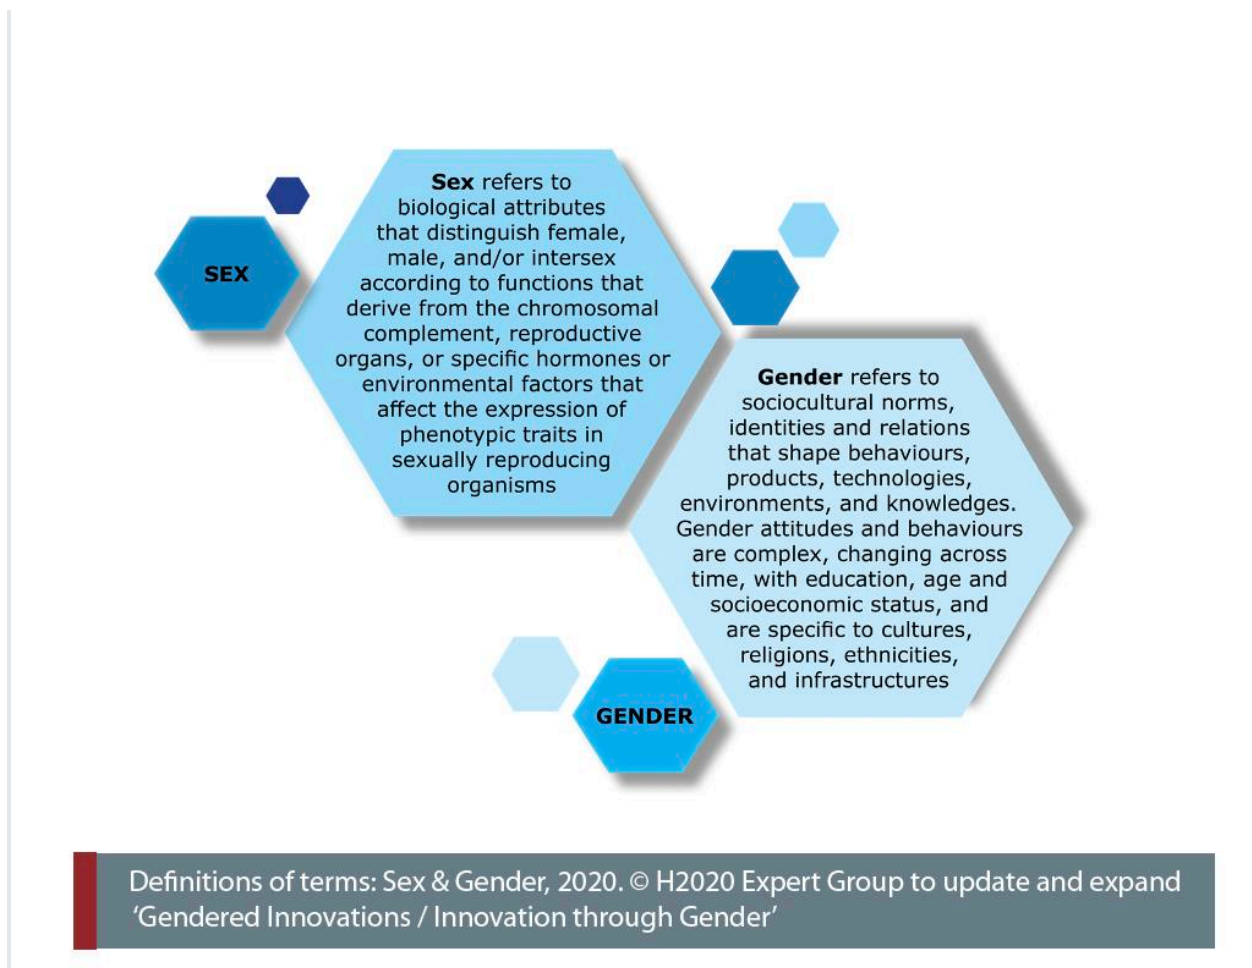 SEX
Sex refers to
biological attributes
that distinguish female,
male, and/or intersex
according to functions that
derive from the chromosomal
complement, reproductive
organs, or specific hormones or
environmental factors that
affect the expression of
phenotypic traits in
sexually reproducing
organisms
Gender refers to
sociocultural norms,
identities and relations
that shape behaviours,
products, technologies,
environments, and knowledges.
Gender attitudes and behaviours
are complex, changing across
time, with education, age and
socioeconomic status, and
are specific to cultures,
religions, ethnicities,
and infrastructures
GENDER
Definitions of terms: Sex & Gender, 2020. © H2020 Expert Group to update and expand
‘Gendered Innovations / Innovation through Gender’